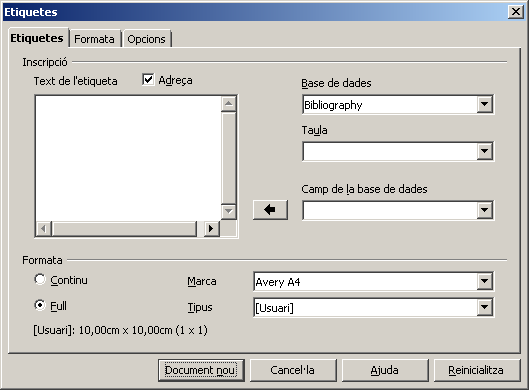 Etiquetes
Etiquetes Formata Opcions
Inscripció
Text de l'etiqueta Adreça
Base de dades
Bibliography
Taula
Camp de la base de dades
Formata
Continu
Full
Marca Avery A4
Tipus [Usuari]
[Usuari]: 10,00cm x 10,00cm (1 x 1)
Document nou Cancel·la Ajuda Reinicialitza